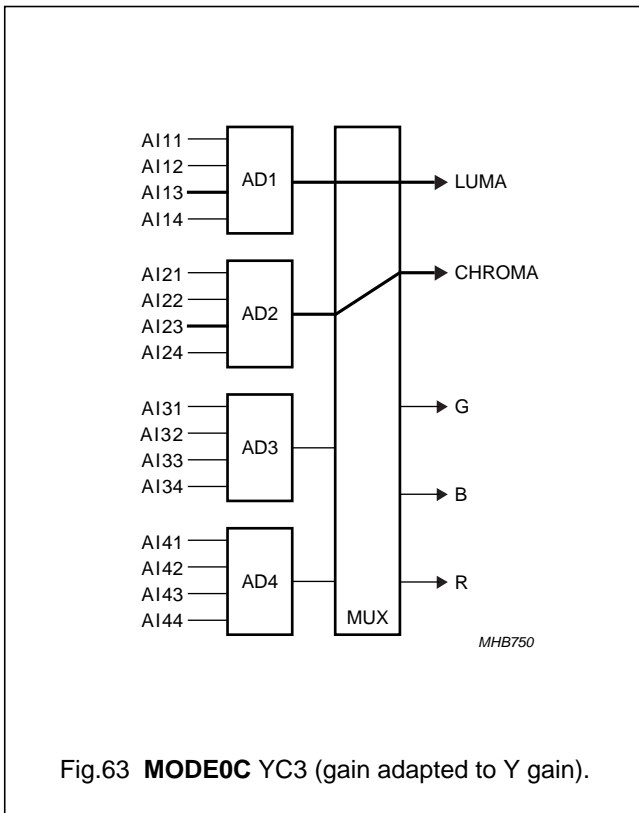 AI11
AI12
AI13
AI14
AD1
LUMA
AI21
AI22
AI23
AI24
AD2
CHROMA
AI31
AI32
AI33
AI34
AD3
G
B
AI41
AI42
AI43
AI44
AD4
R
MUX
MHB750
Fig.63 MODE0C YC3 (gain adapted to Y gain).